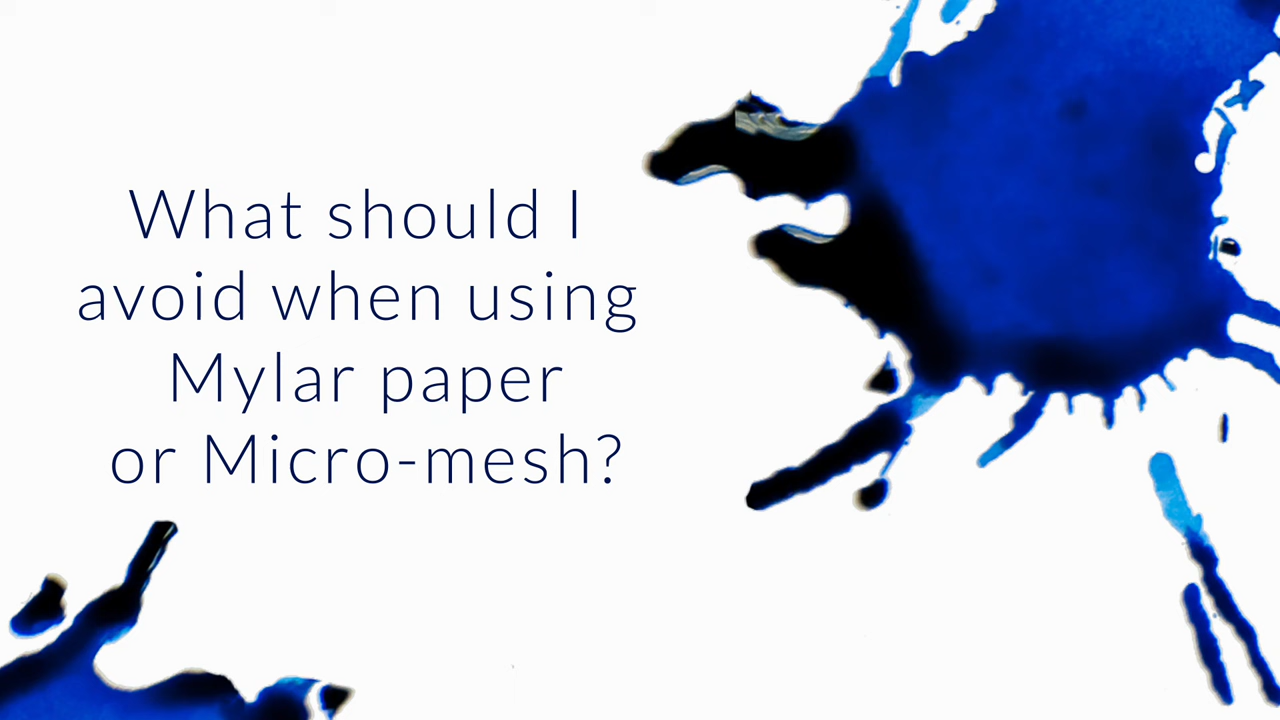 What should I
avoid when using
Mylar paper
or Micro-mesh?